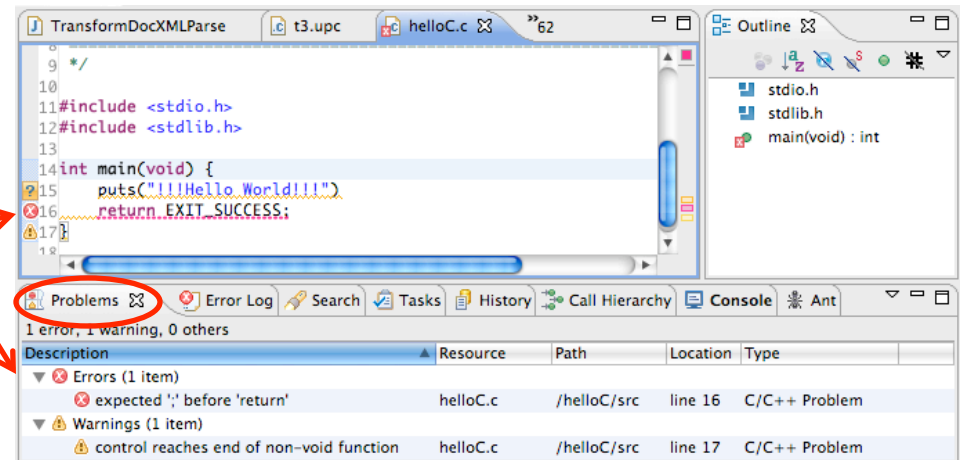 TransformDocXMLParse t3.upc helloC.c "62 Outline
8
9 */
10
11 #include <stdio.h>
12 #include <stdlib.h>
13
14 int main(void) {
15 puts("!!!Hello World!!!")
16 return EXIT_SUCCESS;
17 }
18
stdio.h
stdlib.h
main(void) : int
Problems Error Log Search Tasks History Call Hierarchy Console Ant
1 error, 1 warning, 0 others
Description Resource Path Location Type
Errors (1 item)
expected ';' before 'return' helloC.c /helloC/src line 16 C/C++ Problem
Warnings (1 item)
control reaches end of non-void function helloC.c /helloC/src line 17 C/C++ Problem